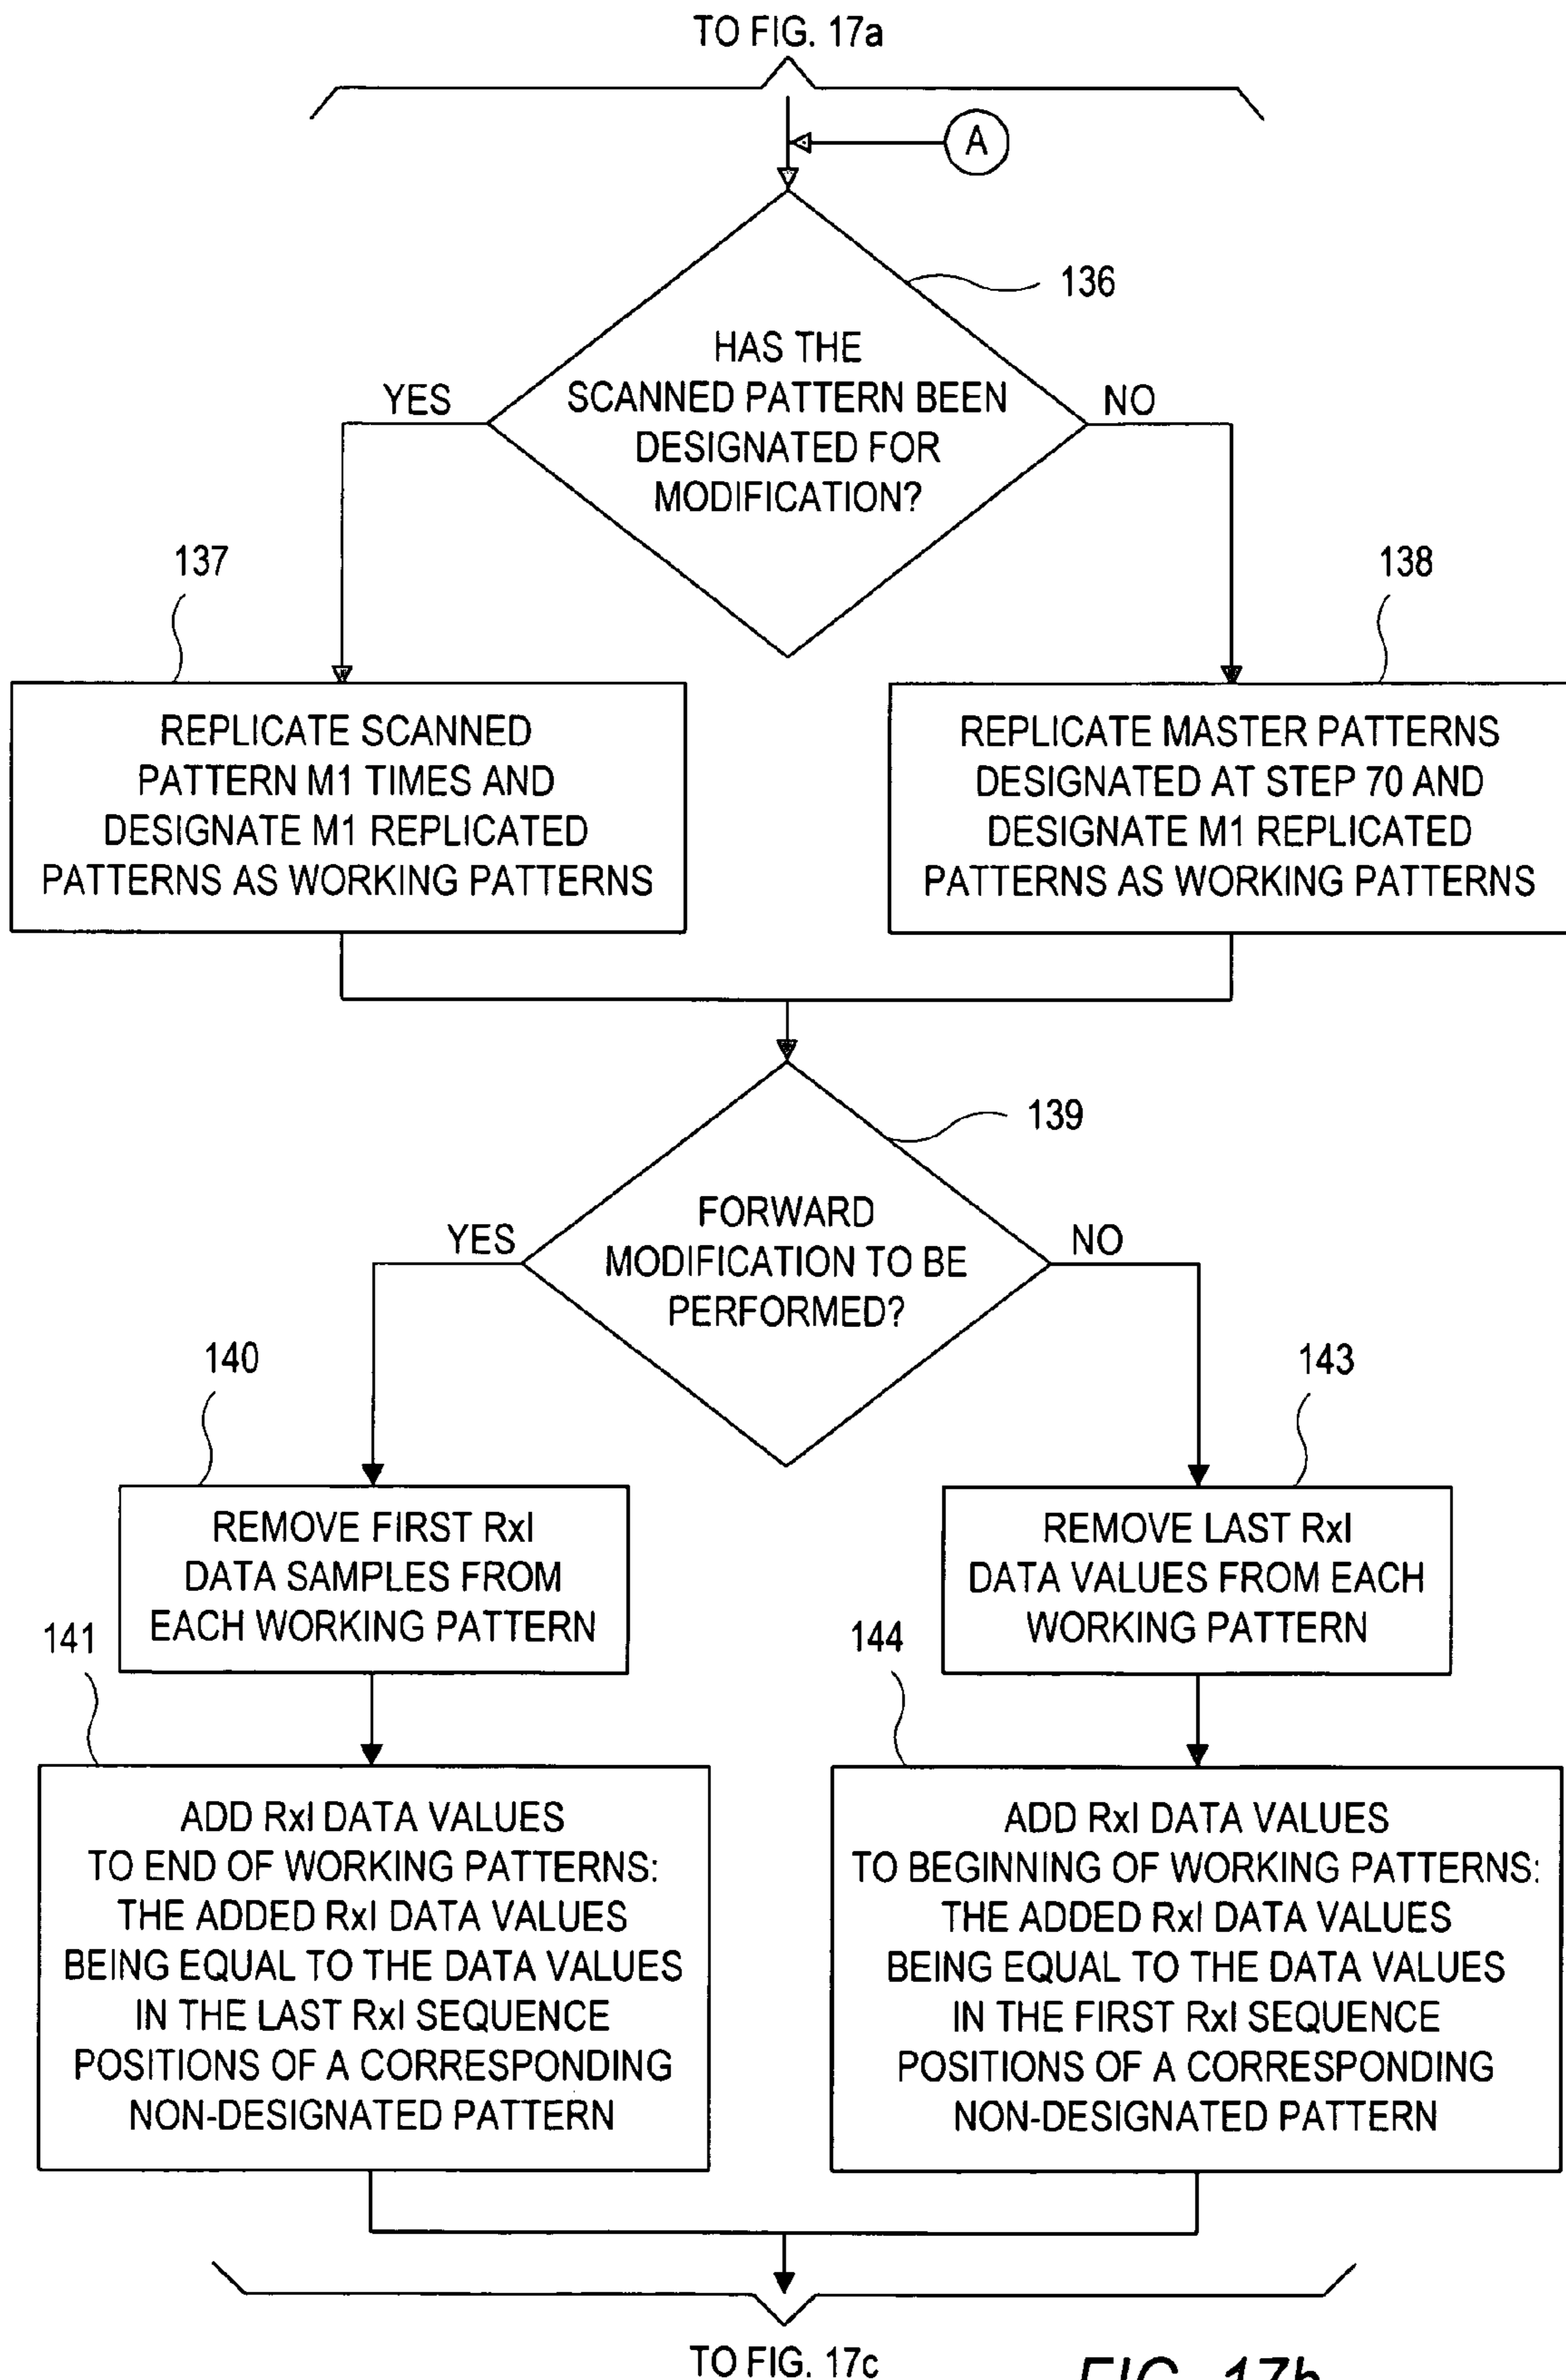 TO FIG. 17a
A
136
HAS THE
SCANNED PATTERN BEEN
DESIGNATED FOR
MODIFICATION?
YES
NO
137
138
REPLICATE SCANNED
PATTERN M1 TIMES AND
DESIGNATE M1 REPLICATED
PATTERNS AS WORKING PATTERNS
REPLICATE MASTER PATTERNS
DESIGNATED AT STEP 70 AND
DESIGNATE M1 REPLICATED
PATTERNS AS WORKING PATTERNS
139
FORWARD
MODIFICATION TO BE
PERFORMED?
YES
NO
140
143
REMOVE FIRST RxI
DATA SAMPLES FROM
EACH WORKING PATTERN
REMOVE LAST RxI
DATA VALUES FROM EACH
WORKING PATTERN
141
144
ADD RxI DATA VALUES
TO END OF WORKING PATTERNS:
THE ADDED RxI DATA VALUES
BEING EQUAL TO THE DATA VALUES
IN THE LAST RxI SEQUENCE
POSITIONS OF A CORRESPONDING
NON-DESIGNATED PATTERN
ADD RxI DATA VALUES
TO BEGINNING OF WORKING PATTERNS:
THE ADDED RxI DATA VALUES
BEING EQUAL TO THE DATA VALUES
IN THE FIRST RxI SEQUENCE
POSITIONS OF A CORRESPONDING
NON-DESIGNATED PATTERN
TO FIG. 17c
FIG. 17b